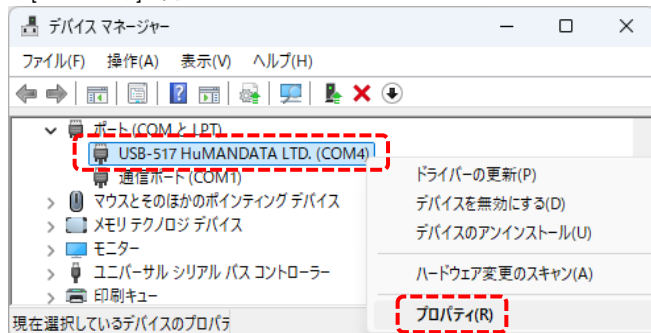 デバイス マネージャー
ファイル(F) 操作(A) 表示(V) ヘルプ(H)
ポート (COM と LPT)
USB-517 HuMANDATA LTD. (COM4)
通信ポート (COM1)
マウスとそのほかのポインティング デバイス
メモリ テクノロジ デバイス
モニター
ユニバーサル シリアル バス コントローラー
印刷キュー
現在選択しているデバイスのプロパテ
ドライバーの更新(P)
デバイスを無効にする(D)
デバイスのアンインストール(U)
ハードウェア変更のスキャン(A)
プロパティ(R)